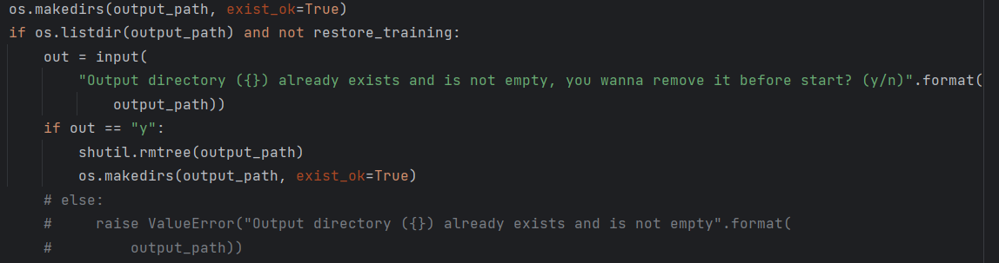 os.makedirs(output_path, exist_ok=True)
if os.listdir(output_path) and not restore_training:
    out = input(
        "Output directory ({}) already exists and is not empty, you wanna remove it before start? (y/n)".format(
            output_path))
    if out == "y":
        shutil.rmtree(output_path)
        os.makedirs(output_path, exist_ok=True)
    # else:
    #     raise ValueError("Output directory ({}) already exists and is not empty".format(
    #         output_path))